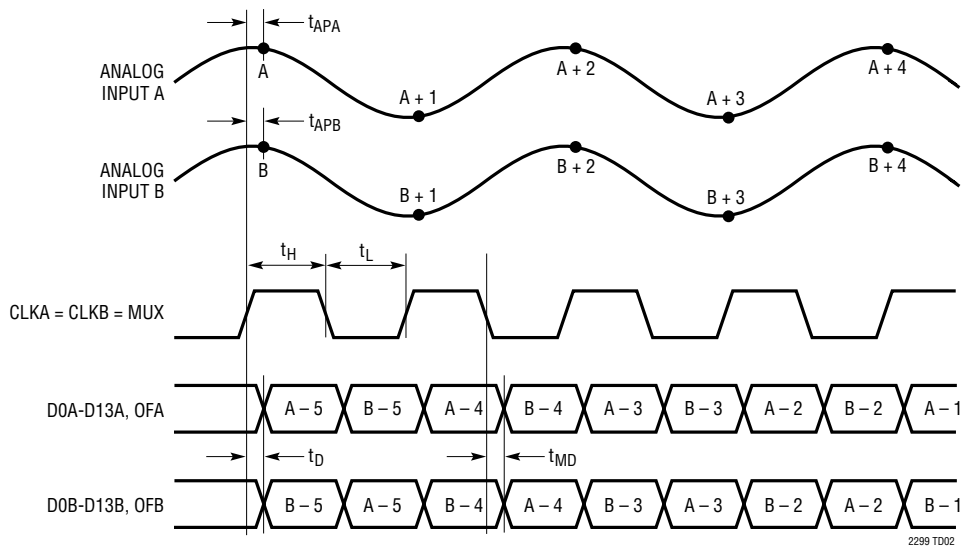 tAPA
ANALOG
INPUT A
A
A + 1
A + 2
A + 3
A + 4
tAPB
ANALOG
INPUT B
B
B + 1
B + 2
B + 3
B + 4
tH
tL
CLKA = CLKB = MUX
D0A-D13A, OFA
A – 5
B – 5
A – 4
B – 4
A – 3
B – 3
A – 2
B – 2
A – 1
tD
tMD
D0B-D13B, OFB
B – 5
A – 5
B – 4
A – 4
B – 3
A – 3
B – 2
A – 2
B – 1
2299 TD02